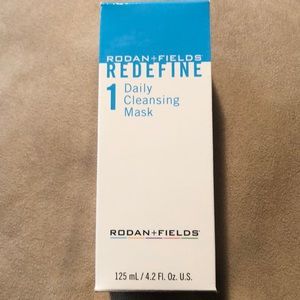 RODAN+FIELDS
REDEFINE
1 Daily
Cleansing
Mask
RODAN+FIELDS®
125 mL / 4.2 Fl. Oz. U.S.